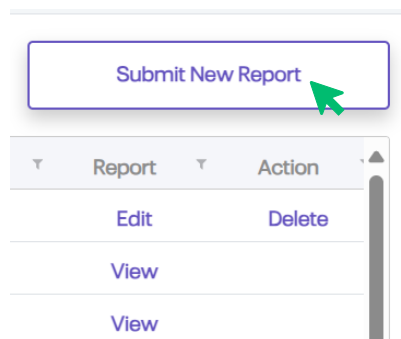 Submit New Report
Report Action
Edit Delete
View
View